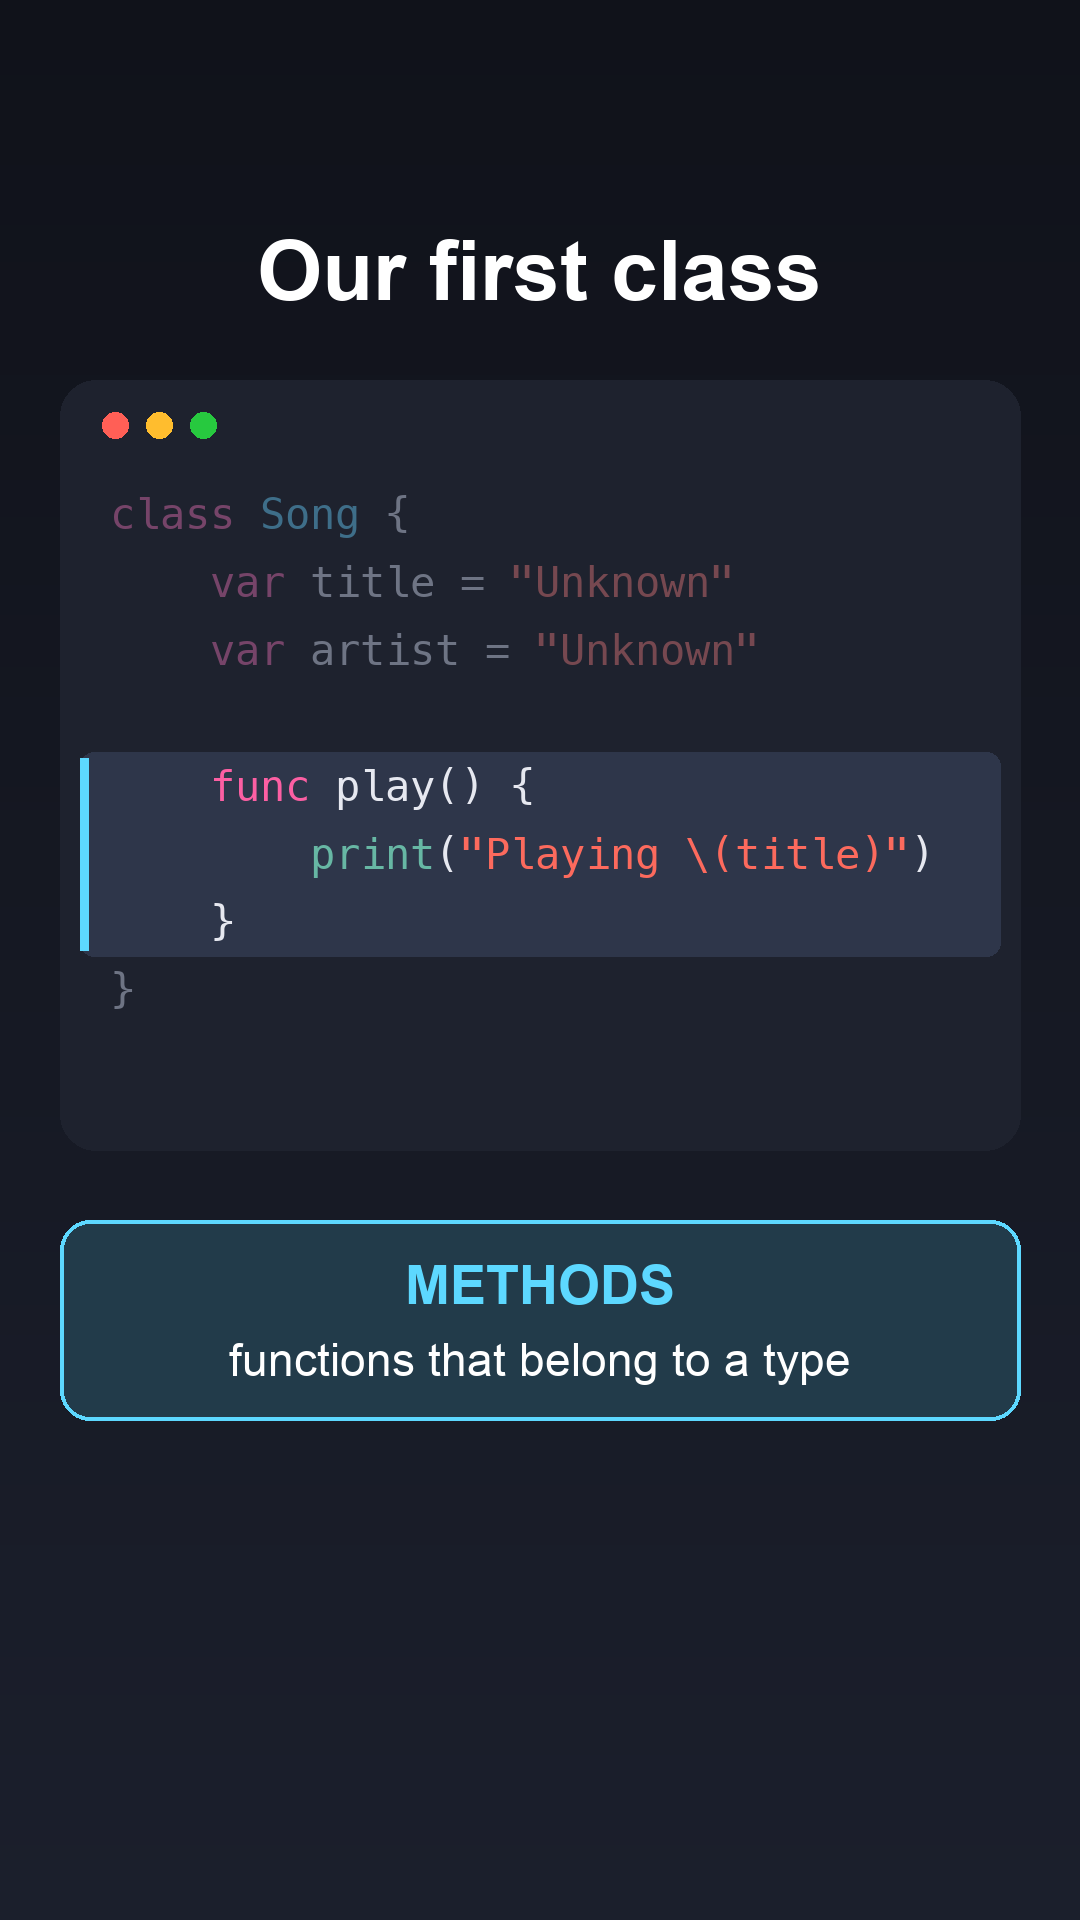 Our first class
class Song {
    var title = "Unknown"
    var artist = "Unknown"
    func play() {
        print("Playing \(title)")
    }
}
METHODS
functions that belong to a type